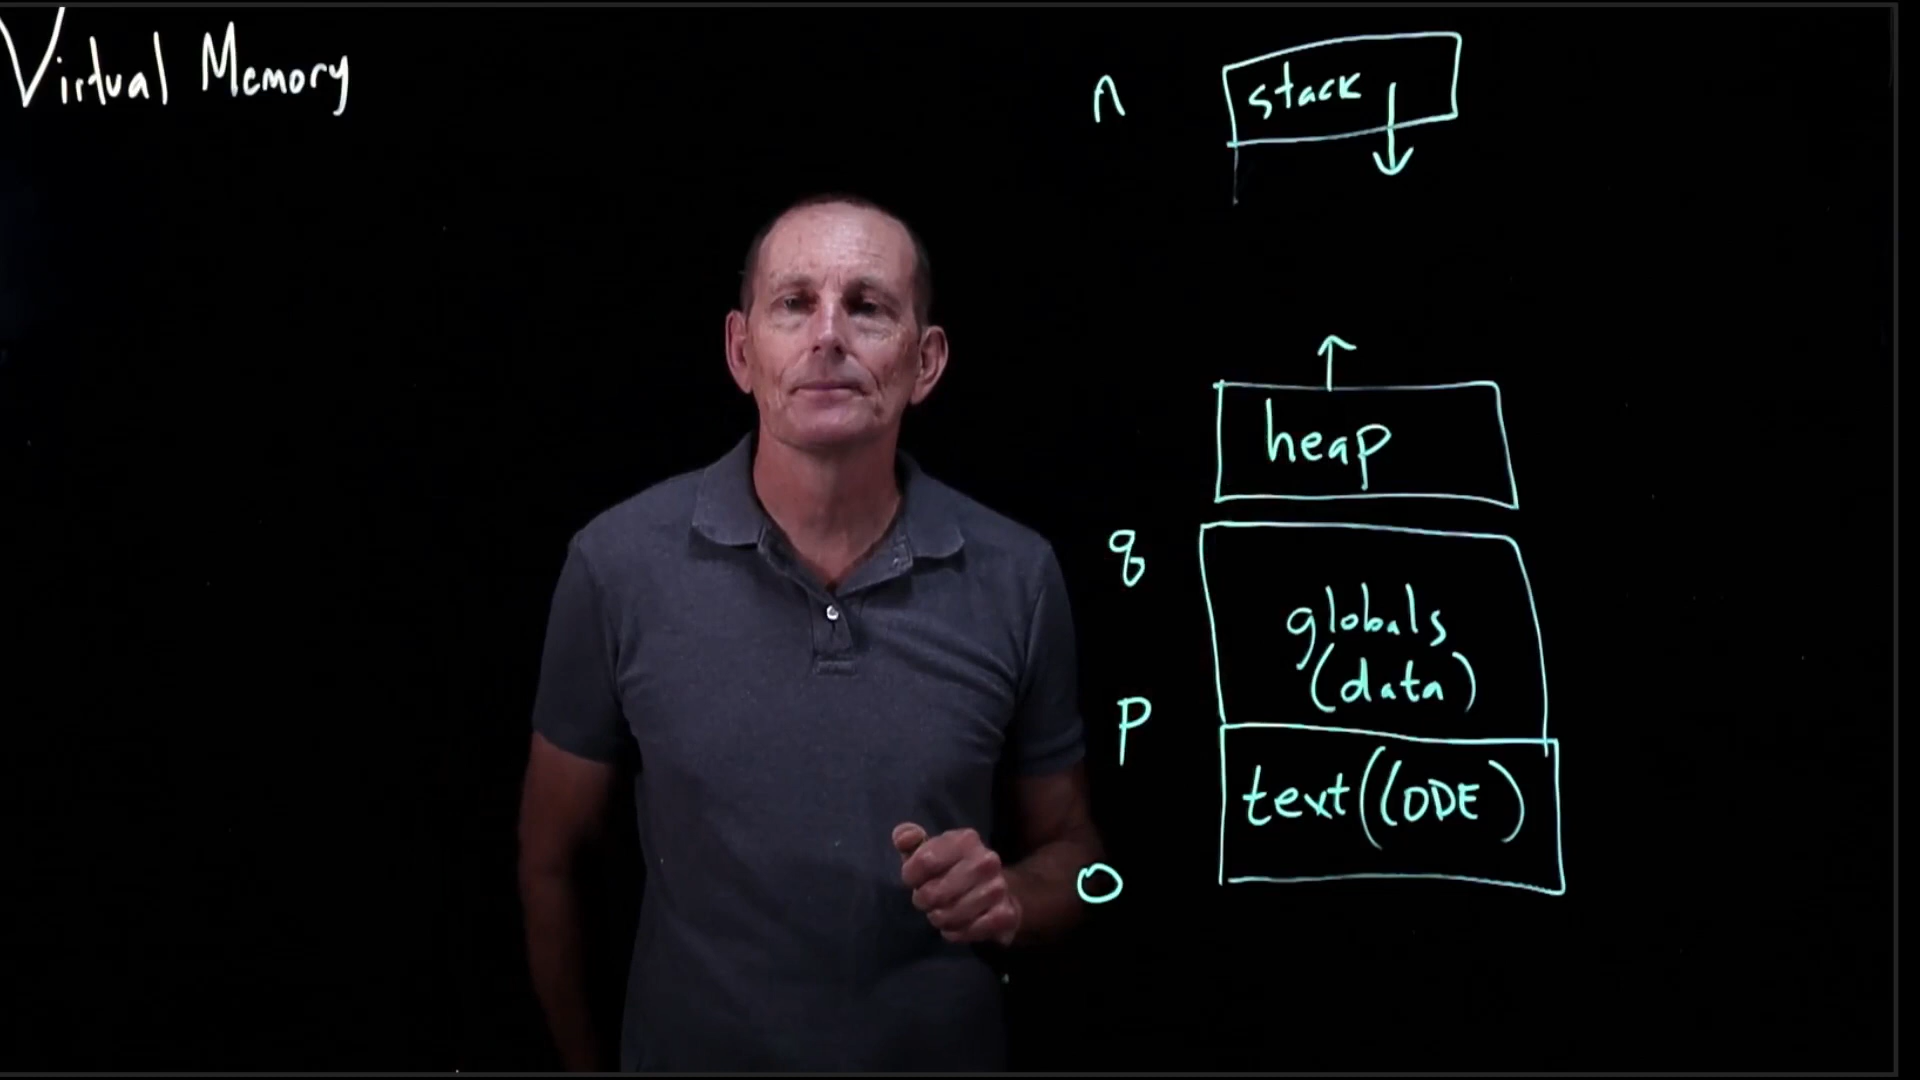 Virtual Memory
n
stack
heap
q
globals
(data)
p
text(CODE)
0